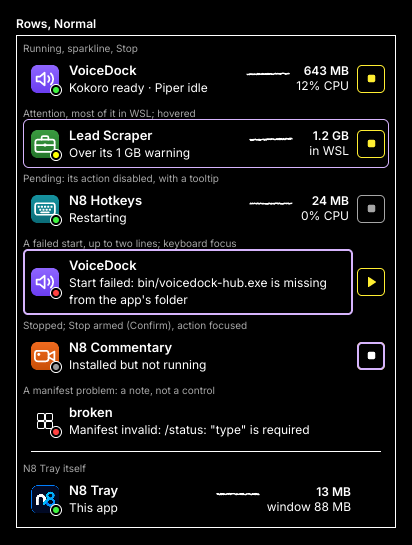 Rows, Normal
Running, sparkline, Stop
VoiceDock
643 MB
Kokoro ready · Piper idle
12% CPU
Attention, most of it in WSL; hovered
Lead Scraper
1.2 GB
Over its 1 GB warning
in WSL
Pending: its action disabled, with a tooltip
N8 Hotkeys
24 MB
Restarting
0% CPU
A failed start, up to two lines; keyboard focus
VoiceDock
Start failed: bin/voicedock-hub.exe is missing
from the app's folder
Stopped; Stop armed (Confirm), action focused
N8 Commentary
Installed but not running
A manifest problem: a note, not a control
broken
Manifest invalid: /status: "type" is required
N8 Tray itself
n8
N8 Tray
13 MB
This app
window 88 MB